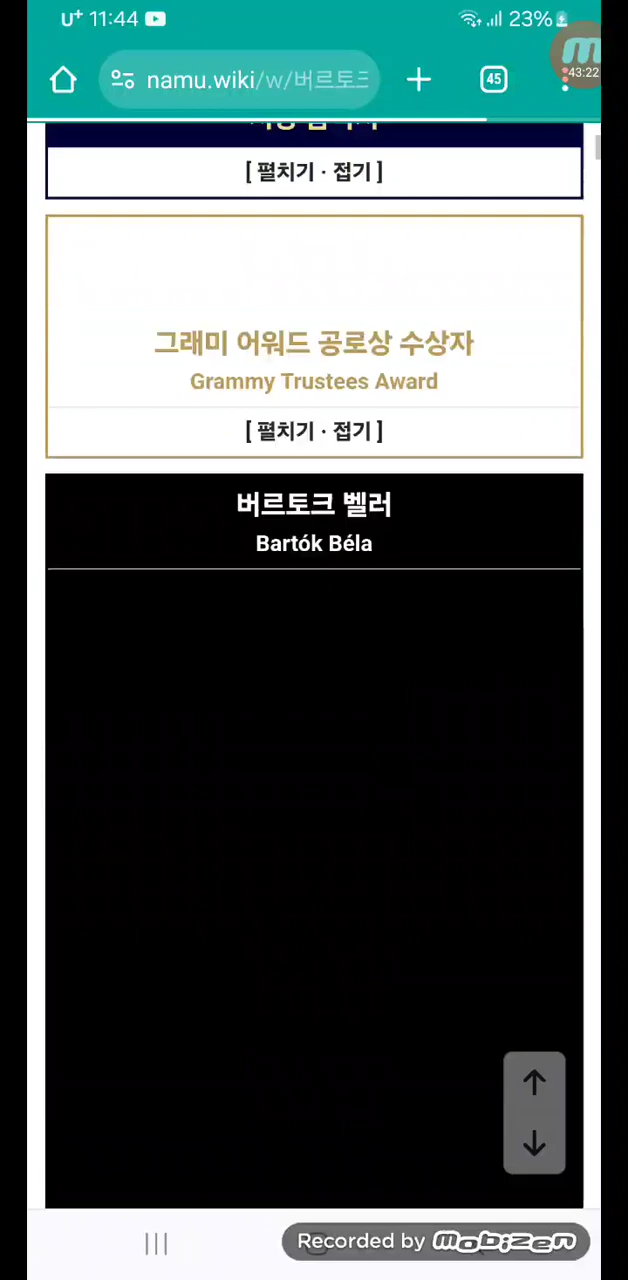 U+ 11:44
23%
namu.wiki/w/버르토크
45
43:22
[ 펼치기 · 접기 ]
그래미 어워드 공로상 수상자
Grammy Trustees Award
[ 펼치기 · 접기 ]
버르토크 벨러
Bartók Béla
Recorded by mobizen